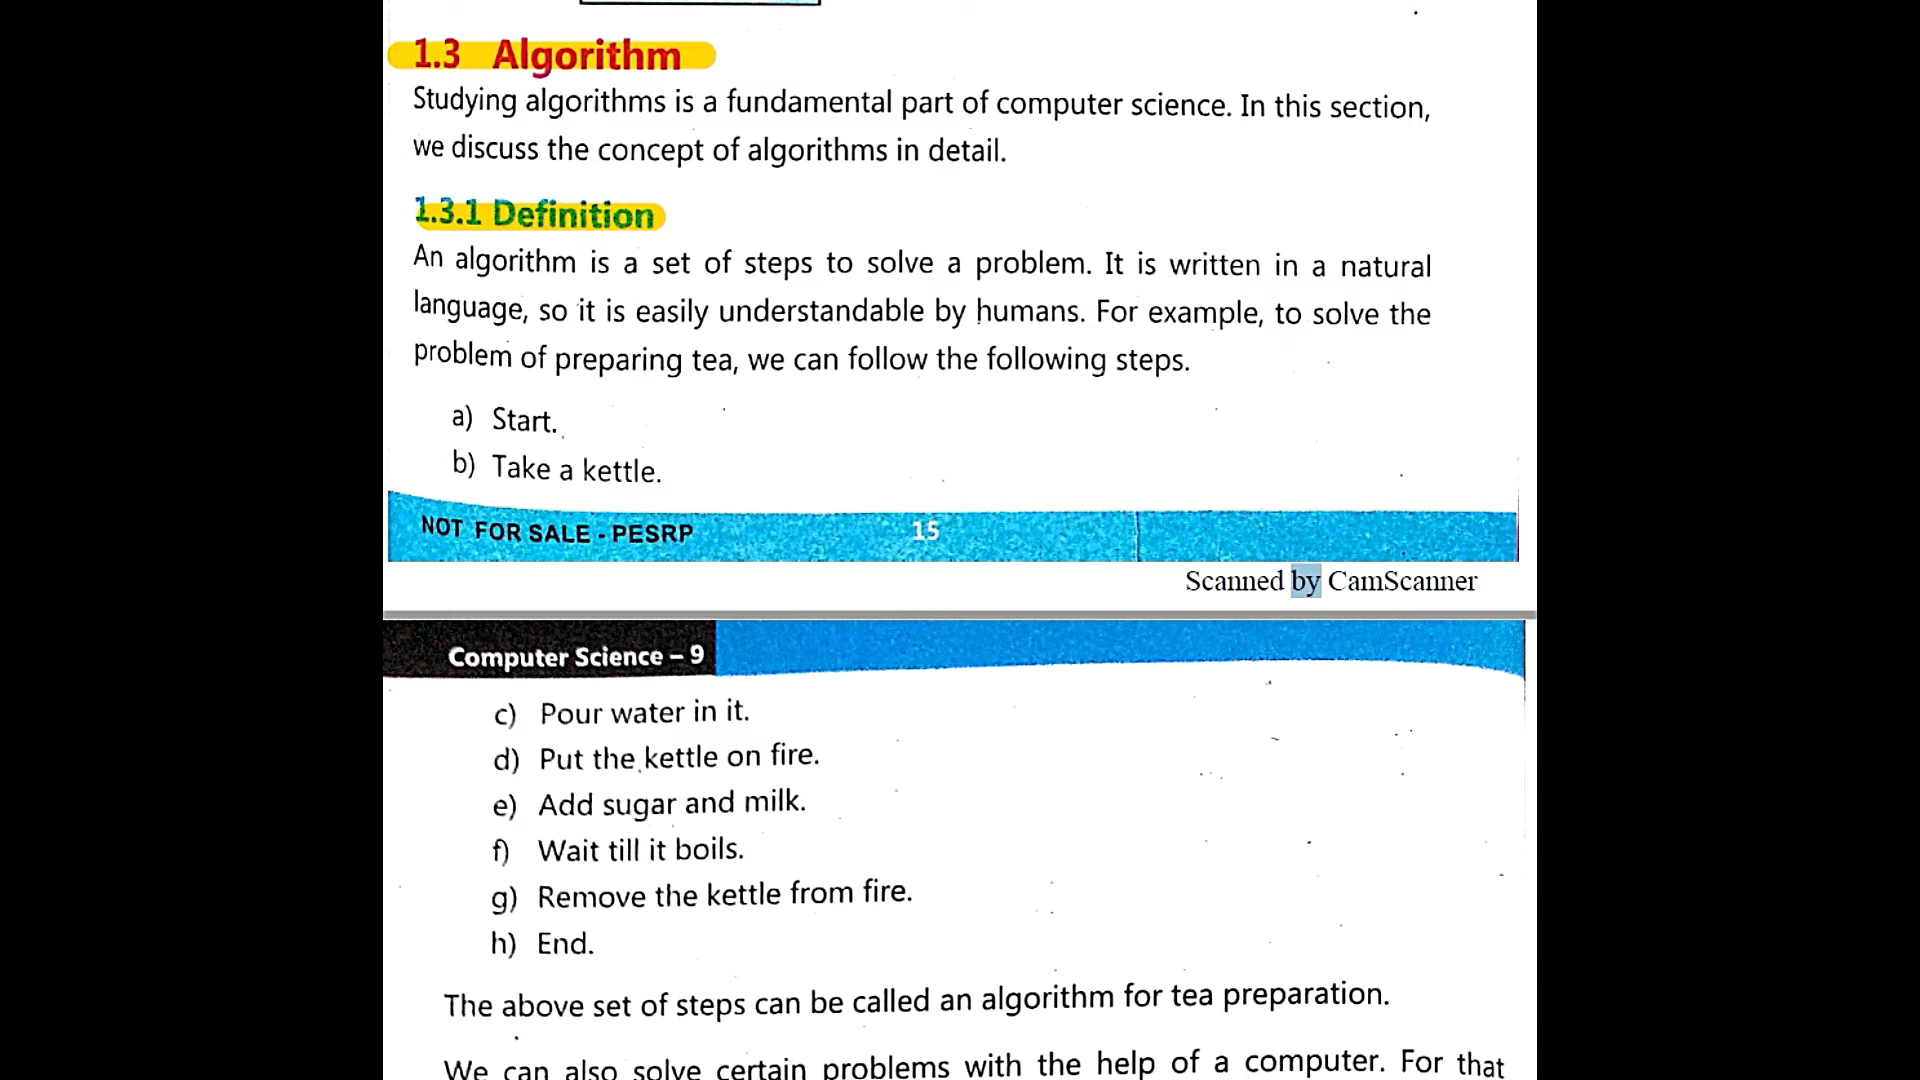 1.3 Algorithm
Studying algorithms is a fundamental part of computer science. In this section,
we discuss the concept of algorithms in detail.
1.3.1 Definition
An algorithm is a set of steps to solve a problem. It is written in a natural
language, so it is easily understandable by humans. For example, to solve the
problem of preparing tea, we can follow the following steps.
a) Start.
b) Take a kettle.
NOT FOR SALE - PESRP 15
Scanned by CamScanner
Computer Science – 9
c) Pour water in it.
d) Put the kettle on fire.
e) Add sugar and milk.
f) Wait till it boils.
g) Remove the kettle from fire.
h) End.
The above set of steps can be called an algorithm for tea preparation.
We can also solve certain problems with the help of a computer. For that